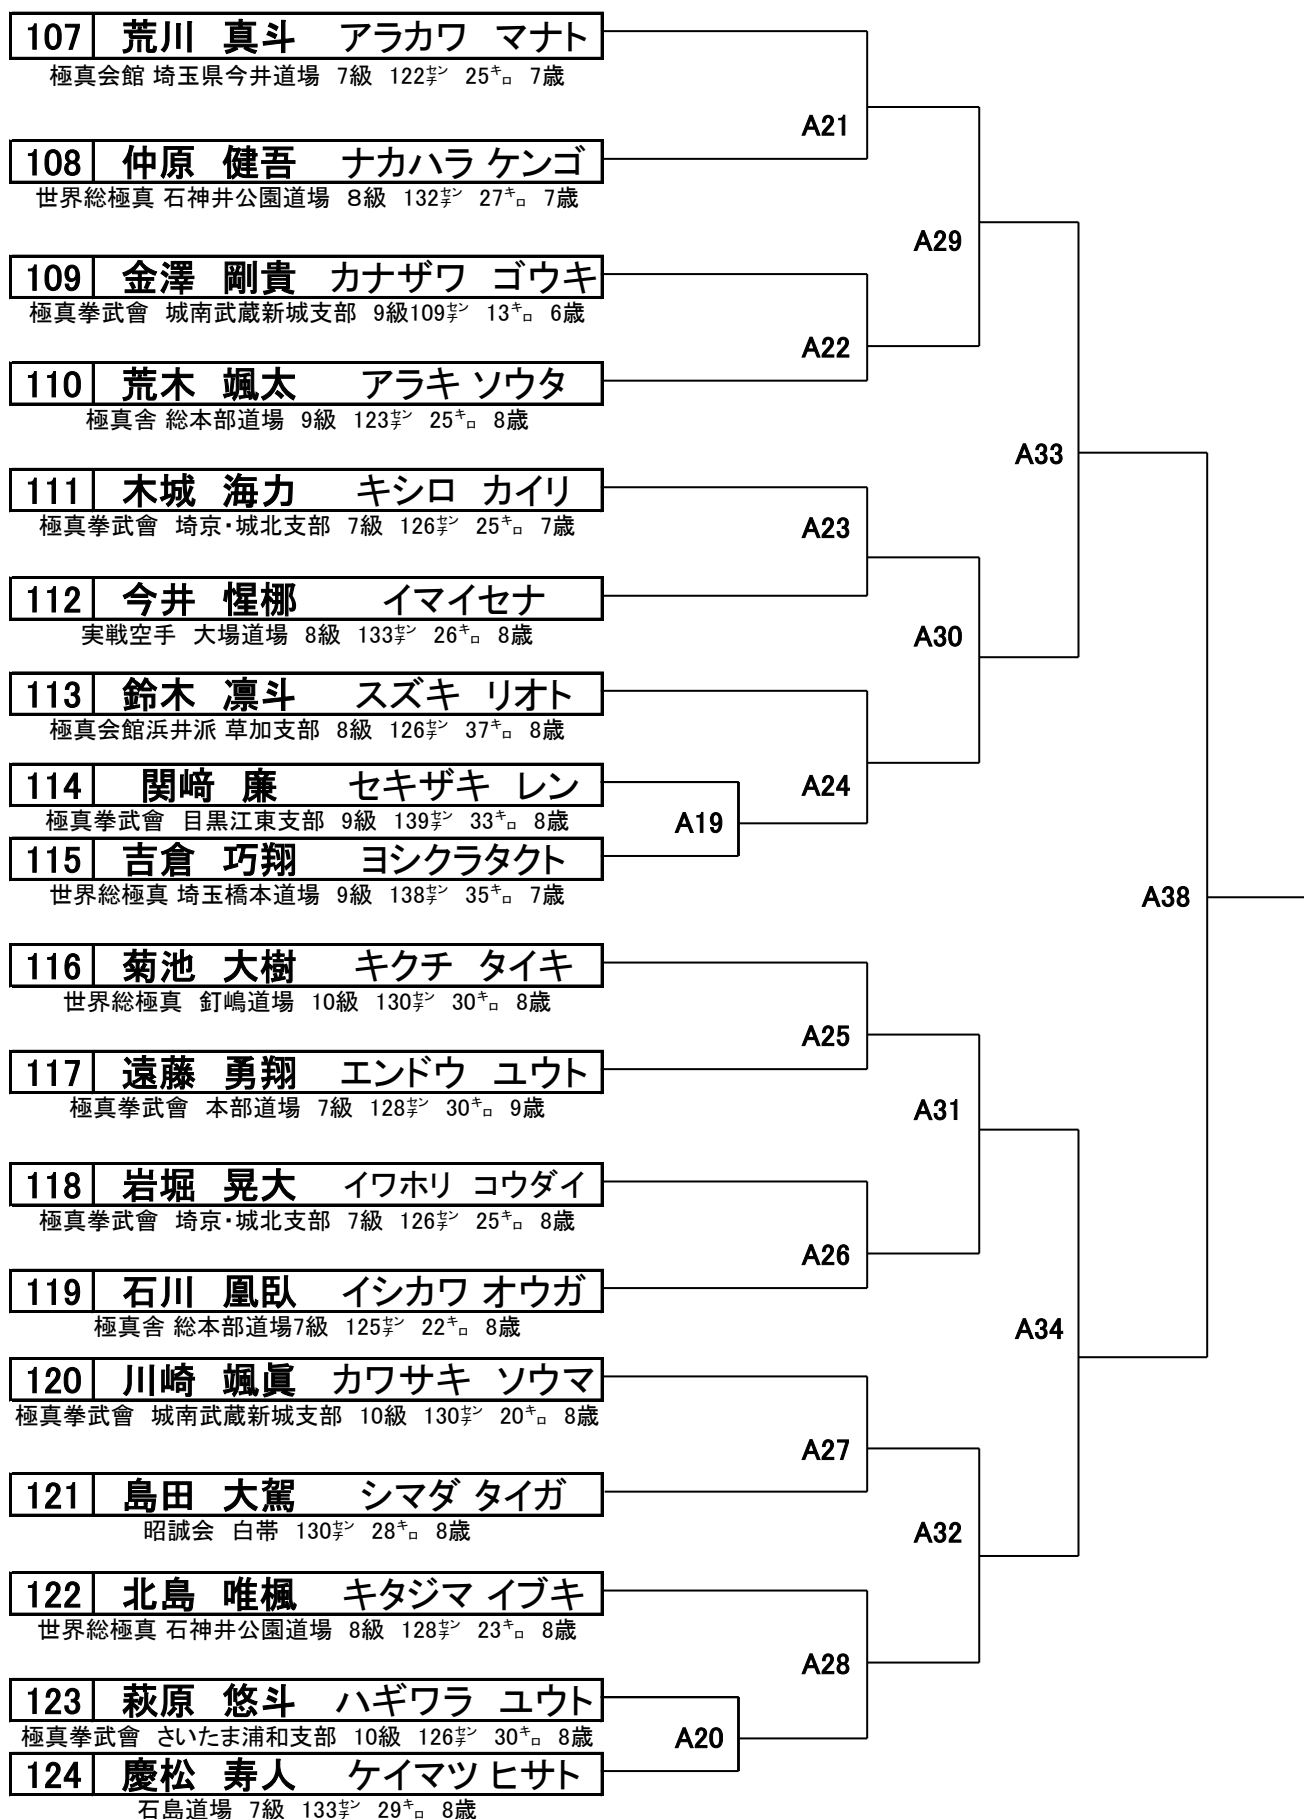 107 荒川 真斗 アラカワ マナト
極真会館 埼玉県今井道場 7級 122㌢ 25㌔ 7歳
A21
108 仲原 健吾 ナカハラ ケンゴ
世界総極真 石神井公園道場 8級 132㌢ 27㌔ 7歳
A29
109 金澤 剛貴 カナザワ ゴウキ
極真拳武會 城南武蔵新城支部 9級109㌢ 13㌔ 6歳
A22
110 荒木 颯太 アラキ ソウタ
極真舎 総本部道場 9級 123㌢ 25㌔ 8歳
A33
111 木城 海力 キシロ カイリ
極真拳武會 埼京・城北支部 7級 126㌢ 25㌔ 7歳
A23
112 今井 惺梛 イマイセナ
実戦空手 大場道場 8級 133㌢ 26㌔ 8歳
A30
113 鈴木 凛斗 スズキ リオト
極真会館浜井派 草加支部 8級 126㌢ 37㌔ 8歳
114 関﨑 廉 セキザキ レン
A24
極真拳武會 目黒江東支部 9級 139㌢ 33㌔ 8歳
A19
115 吉倉 巧翔 ヨシクラタクト
世界総極真 埼玉橋本道場 9級 138㌢ 35㌔ 7歳
A38
116 菊池 大樹 キクチ タイキ
世界総極真 釘嶋道場 10級 130㌢ 30㌔ 8歳
A25
117 遠藤 勇翔 エンドウ ユウト
極真拳武會 本部道場 7級 128㌢ 30㌔ 9歳
A31
118 岩堀 晃大 イワホリ コウダイ
極真拳武會 埼京・城北支部 7級 126㌢ 25㌔ 8歳
A26
119 石川 凰臥 イシカワ オウガ
極真舎 総本部道場7級 125㌢ 22㌔ 8歳
A34
120 川崎 颯眞 カワサキ ソウマ
極真拳武會 城南武蔵新城支部 10級 130㌢ 20㌔ 8歳
A27
121 島田 大駕 シマダ タイガ
昭誠会 白帯 130㌢ 28㌔ 8歳
A32
122 北島 唯楓 キタジマ イブキ
世界総極真 石神井公園道場 8級 128㌢ 23㌔ 8歳
A28
123 萩原 悠斗 ハギワラ ユウト
極真拳武會 さいたま浦和支部 10級 126㌢ 30㌔ 8歳
A20
124 慶松 寿人 ケイマツ ヒサト
石島道場 7級 133㌢ 29㌔ 8歳